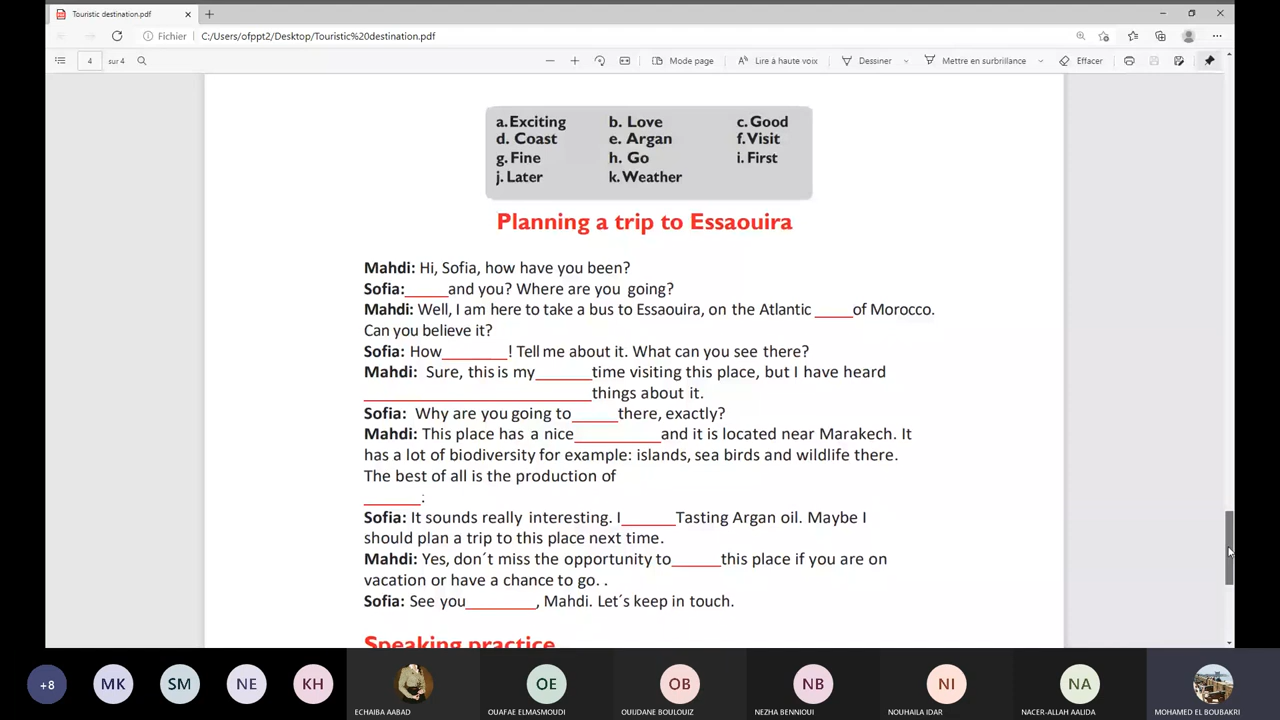 Touristic destination.pdf
Fichier C:/Users/ofppt2/Desktop/Touristic%20destination.pdf
4 sur 4 Mode page Lire à haute voix Dessiner Mettre en surbrillance Effacer
a. Exciting b. Love c. Good
d. Coast e. Argan f. Visit
g. Fine h. Go i. First
j. Later k. Weather
Planning a trip to Essaouira
Mahdi: Hi, Sofia, how have you been?
Sofia:_____and you? Where are you going?
Mahdi: Well, I am here to take a bus to Essaouira, on the Atlantic ____of Morocco.
Can you believe it?
Sofia: How_______! Tell me about it. What can you see there?
Mahdi: Sure, this is my______time visiting this place, but I have heard
________________________things about it.
Sofia: Why are you going to_____there, exactly?
Mahdi: This place has a nice_________and it is located near Marakech. It
has a lot of biodiversity for example: islands, sea birds and wildlife there.
The best of all is the production of
______:
Sofia: It sounds really interesting. I______Tasting Argan oil. Maybe I
should plan a trip to this place next time.
Mahdi: Yes, don´t miss the opportunity to_____this place if you are on
vacation or have a chance to go. .
Sofia: See you________, Mahdi. Let´s keep in touch.
Speaking practice
+8 MK SM NE KH OE OB NB NI NA
ECHAIBA AABAD OUAFAE ELMASMOUDI OUIJDANE BOULOUIZ NEZHA BENNIOUI NOUHAILA IDAR NACER-ALLAH AALIDA MOHAMED EL BOUBAKRI